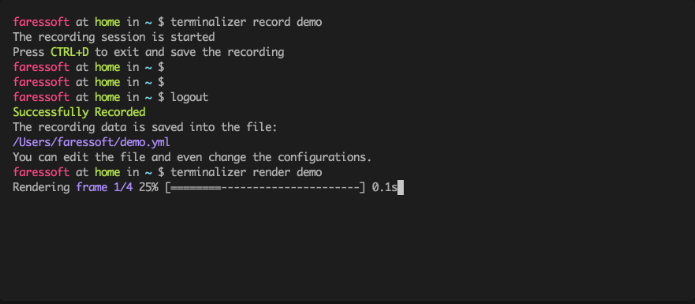 faressoft at home in ~ $ terminalizer record demo
The recording session is started
Press CTRL+D to exit and save the recording
faressoft at home in ~ $
faressoft at home in ~ $
faressoft at home in ~ $ logout
Successfully Recorded
The recording data is saved into the file:
/Users/faressoft/demo.yml
You can edit the file and even change the configurations.
faressoft at home in ~ $ terminalizer render demo
Rendering frame 1/4 25% [========----------------------] 0.1s